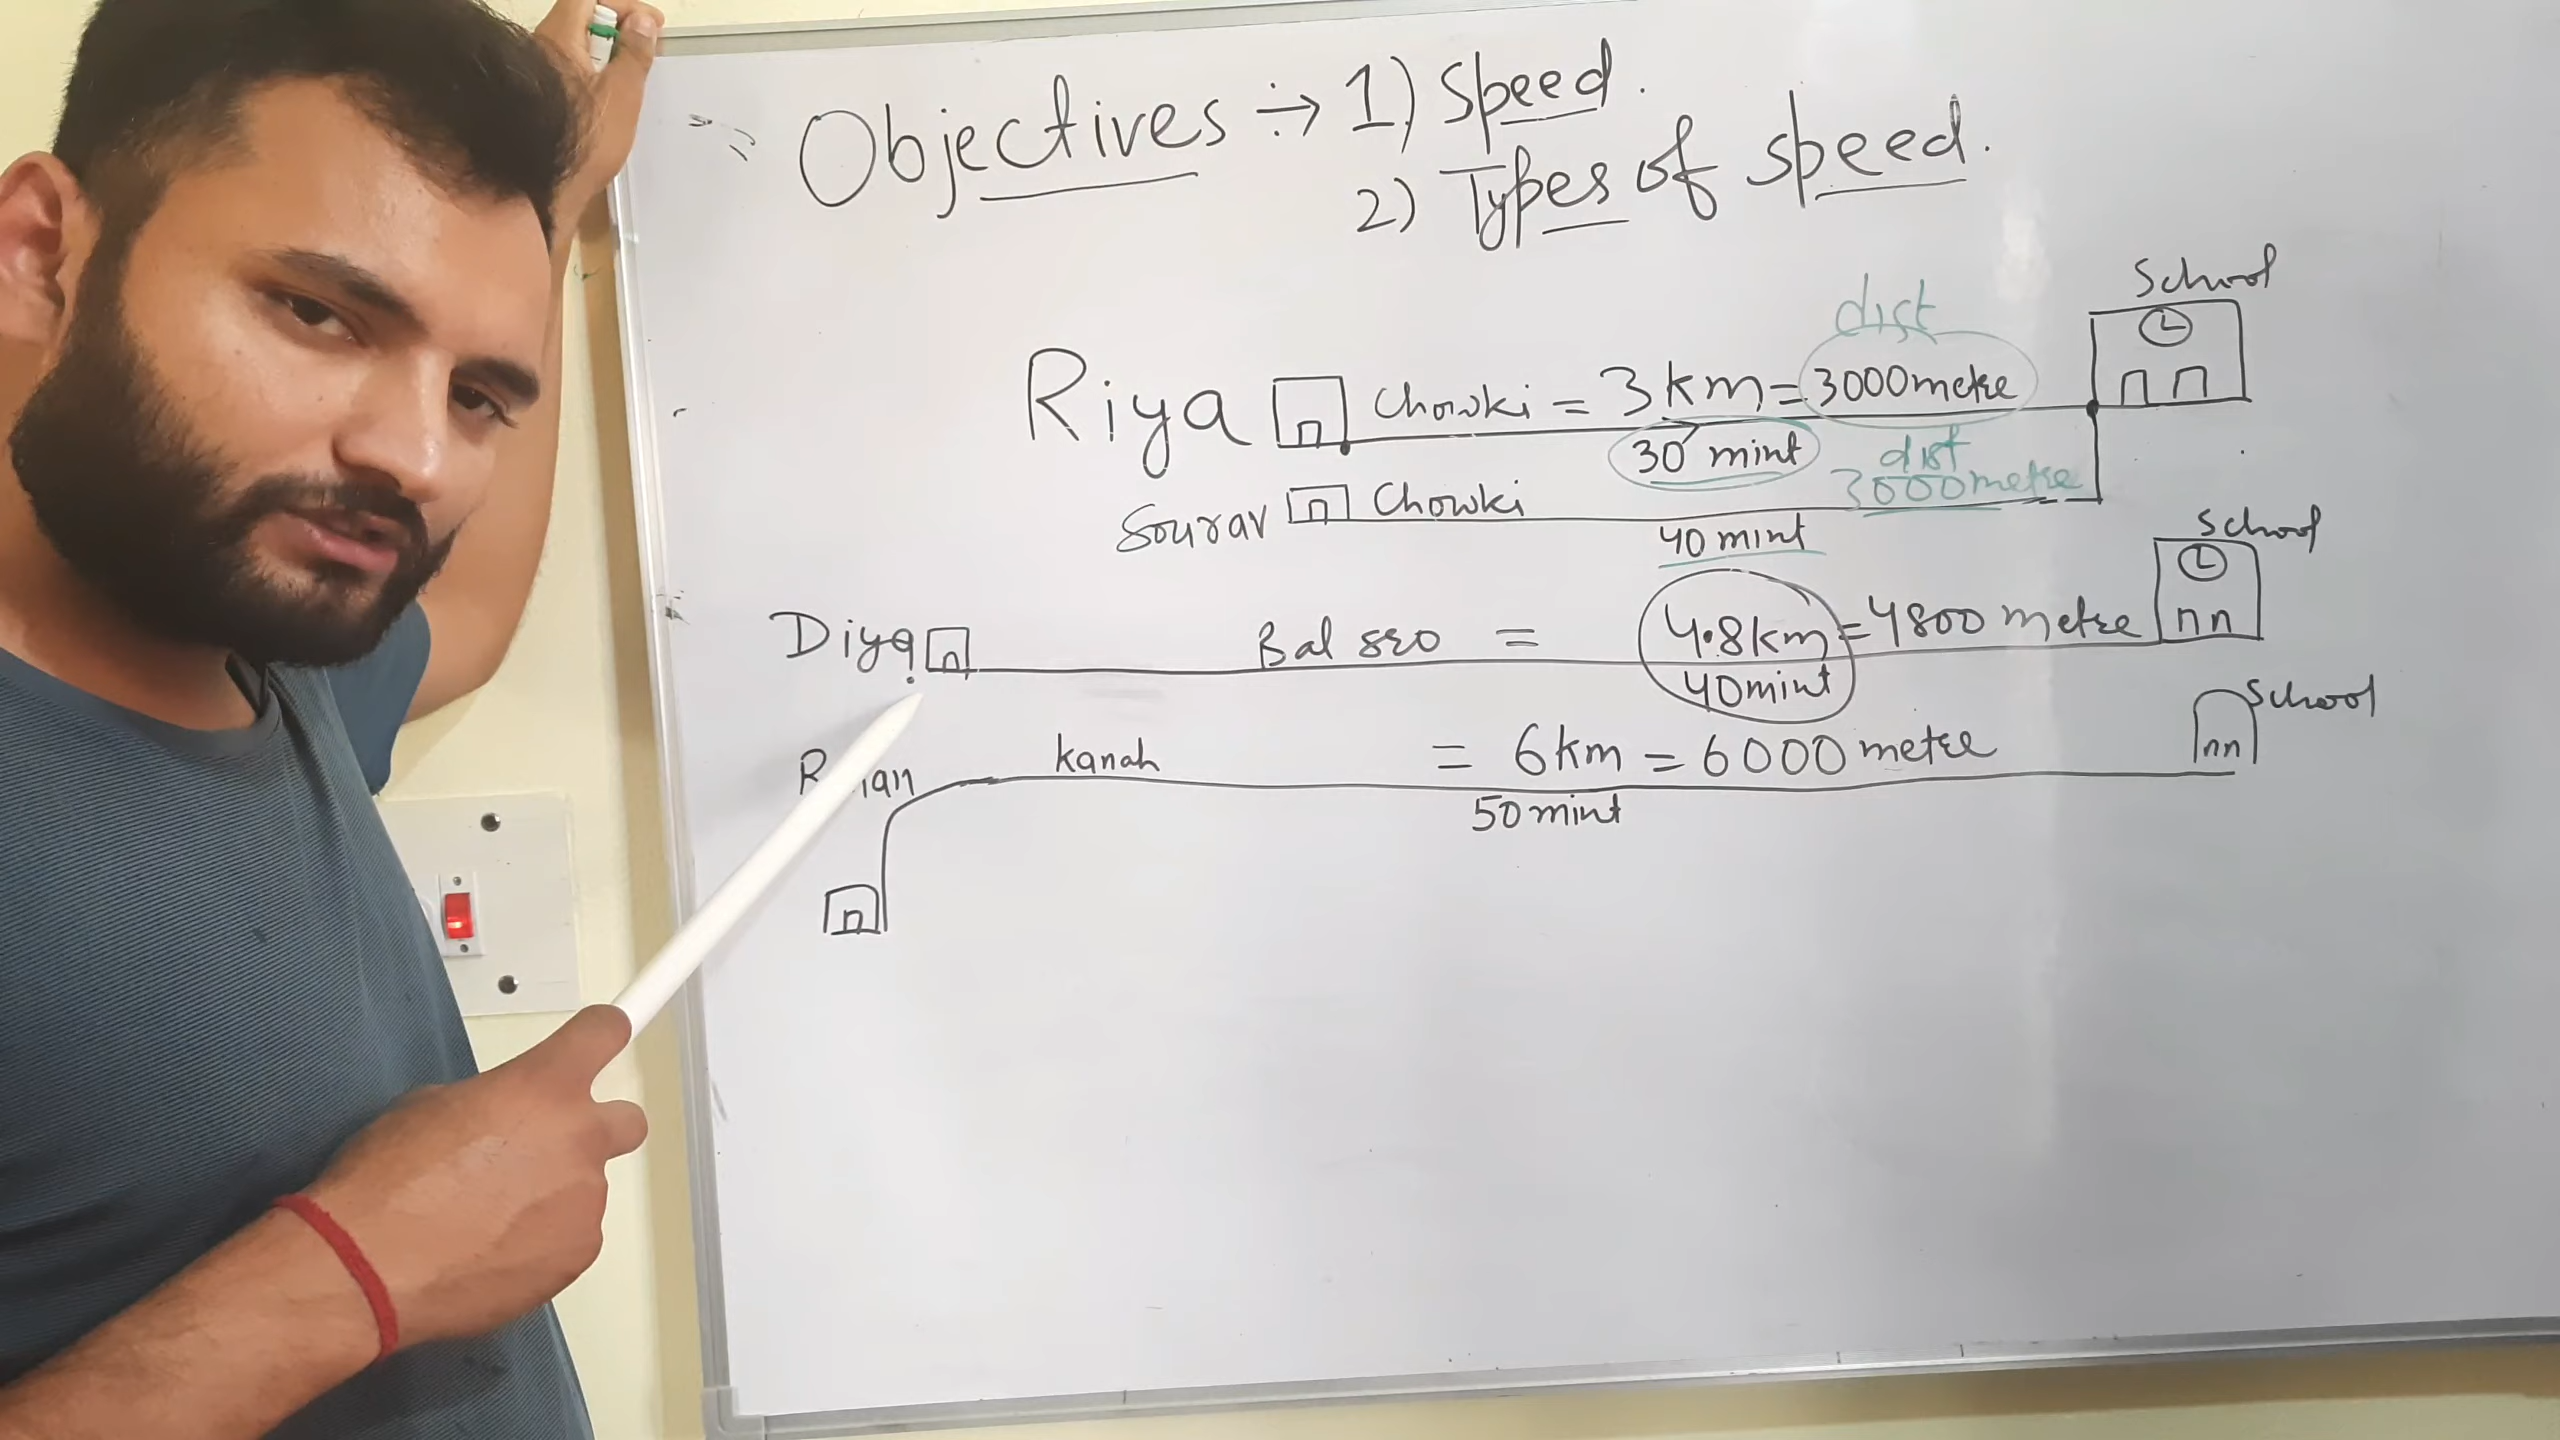 Objectives :→ 1) Speed.
2) Types of speed.
School
dist
Riya Chowki = 3km = 3000metre
30 mint dist
3000metre
Sourav Chowki
40 mint
School
Diya Bal sro = 4.8km = 4800 metre
40mint
School
kanah = 6km = 6000 metre
50 mint